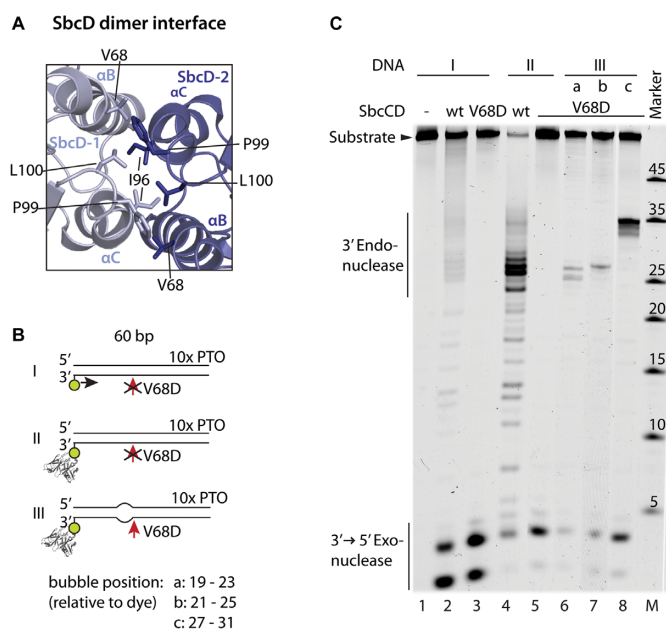 A SbcD dimer interface
V68
αB
SbcD-2
αC
SbcD-1
P99
L100
I96
L100
P99
αB
αC
V68
B
60 bp
I 5′ 10x PTO
3′
V68D
II 5′ 10x PTO
3′
V68D
III 5′ 10x PTO
3′
V68D
bubble position: a: 19 - 23
(relative to dye) b: 21 - 25
c: 27 - 31
C
DNA I II III
a b c
SbcCD - wt V68D wt V68D
Marker
Substrate
45
35
3′ Endo-
nuclease
25
20
15
10
5
3′→ 5′ Exo-
nuclease
1 2 3 4 5 6 7 8 M